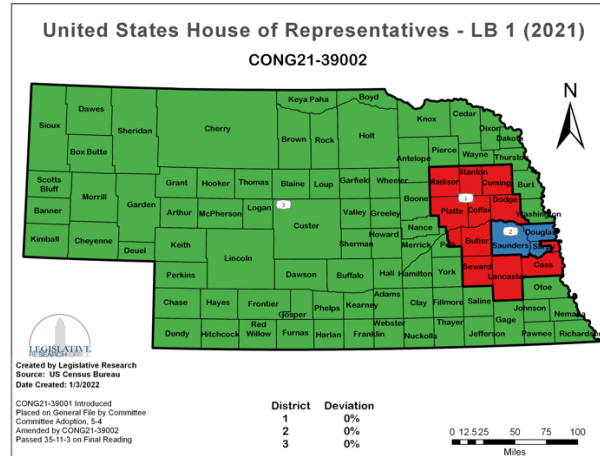 United States House of Representatives - LB 1 (2021)
CONG21-39002
N
Keya Paha Boyd
Knox Cedar
Dixon
Dakota
Sioux Dawes Sheridan Cherry Brown Rock Holt
Pierce Wayne
Thurston
Box Butte
Antelope
Stanton
Madison Cuming
Burt
Scotts
Bluff
Grant Hooker Thomas Blaine Loup Garfield Wheeler
Morrill Garden
Boone
1
Dodge
Washington
Banner
Arthur McPherson Logan 3
Custer
Valley Greeley
Platte Colfax
Nance
2
Douglas
Kimball Cheyenne
Deuel
Keith
Howard
Sherman
Merrick Polk
Butler
Saunders
Sarpy
Lincoln
Cass
Perkins
Dawson Buffalo Hall Hamilton York
Seward
Lancaster
Otoe
Chase Hayes Frontier
Gosper
Phelps Kearney
Adams
Clay Fillmore
Saline
Johnson
Nemaha
Dundy Hitchcock
Red
Willow
Furnas Harlan Franklin
Webster
Nuckolls
Thayer
Jefferson
Gage
Pawnee Richardson
LEGISLATIVE
RESEARCH
Created by Legislative Research
Source: US Census Bureau
Date Created: 1/3/2022
CONG21-39001 Introduced
Placed on General File by Committee
Committee Adoption, 5-4
Amended by CONG21-39002
Passed 35-11-3 on Final Reading
District Deviation
1 0%
2 0%
3 0%
0 12.525 50 75 100
Miles